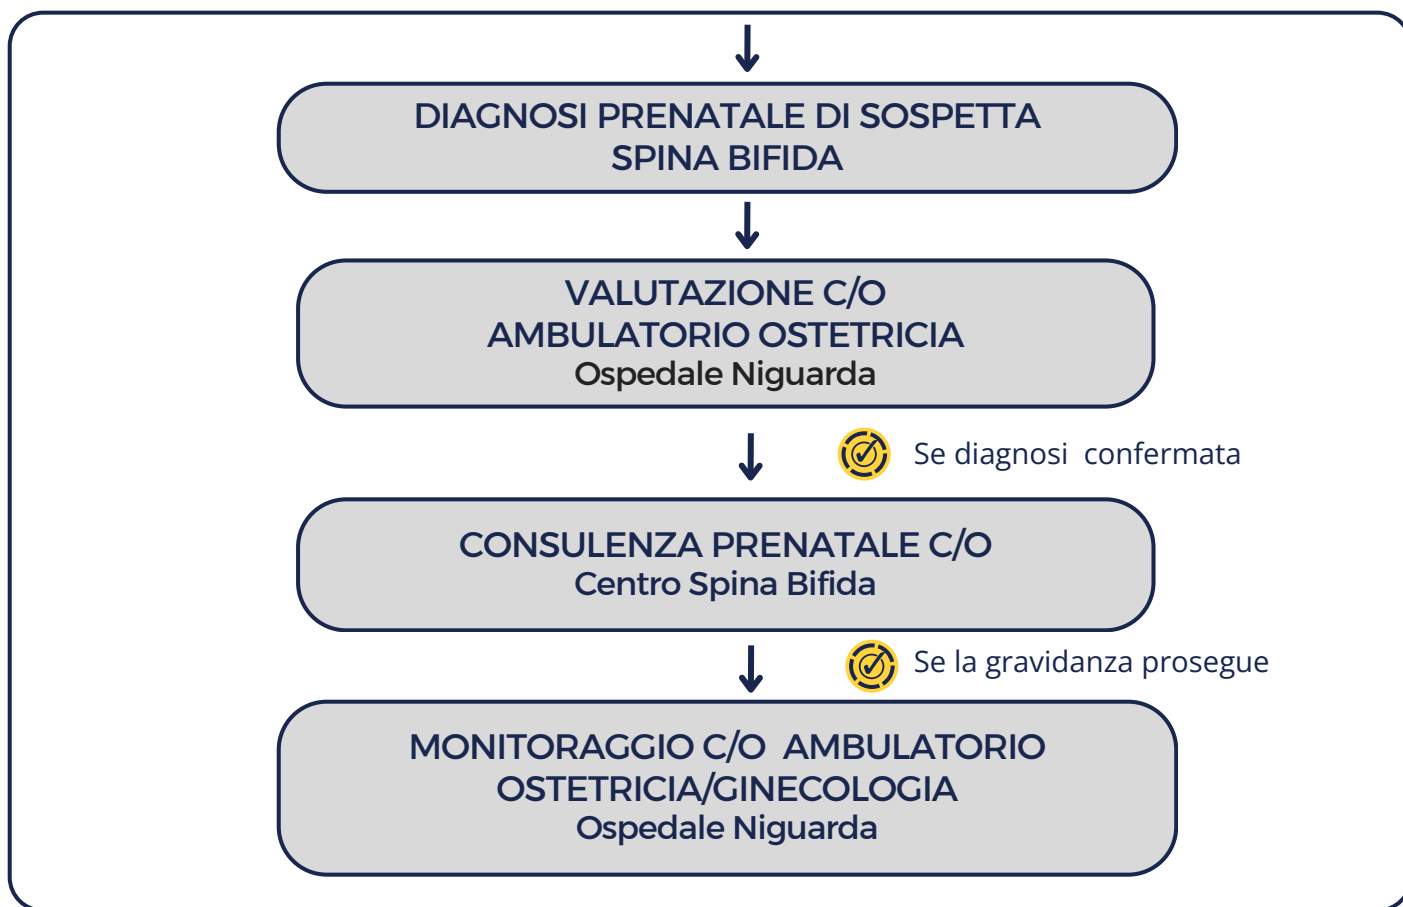 DIAGNOSI PRENATALE DI SOSPETTA
SPINA BIFIDA
VALUTAZIONE C/O
AMBULATORIO OSTETRICIA
Ospedale Niguarda
Se diagnosi confermata
CONSULENZA PRENATALE C/O
Centro Spina Bifida
Se la gravidanza prosegue
MONITORAGGIO C/O AMBULATORIO
OSTETRICIA/GINECOLOGIA
Ospedale Niguarda